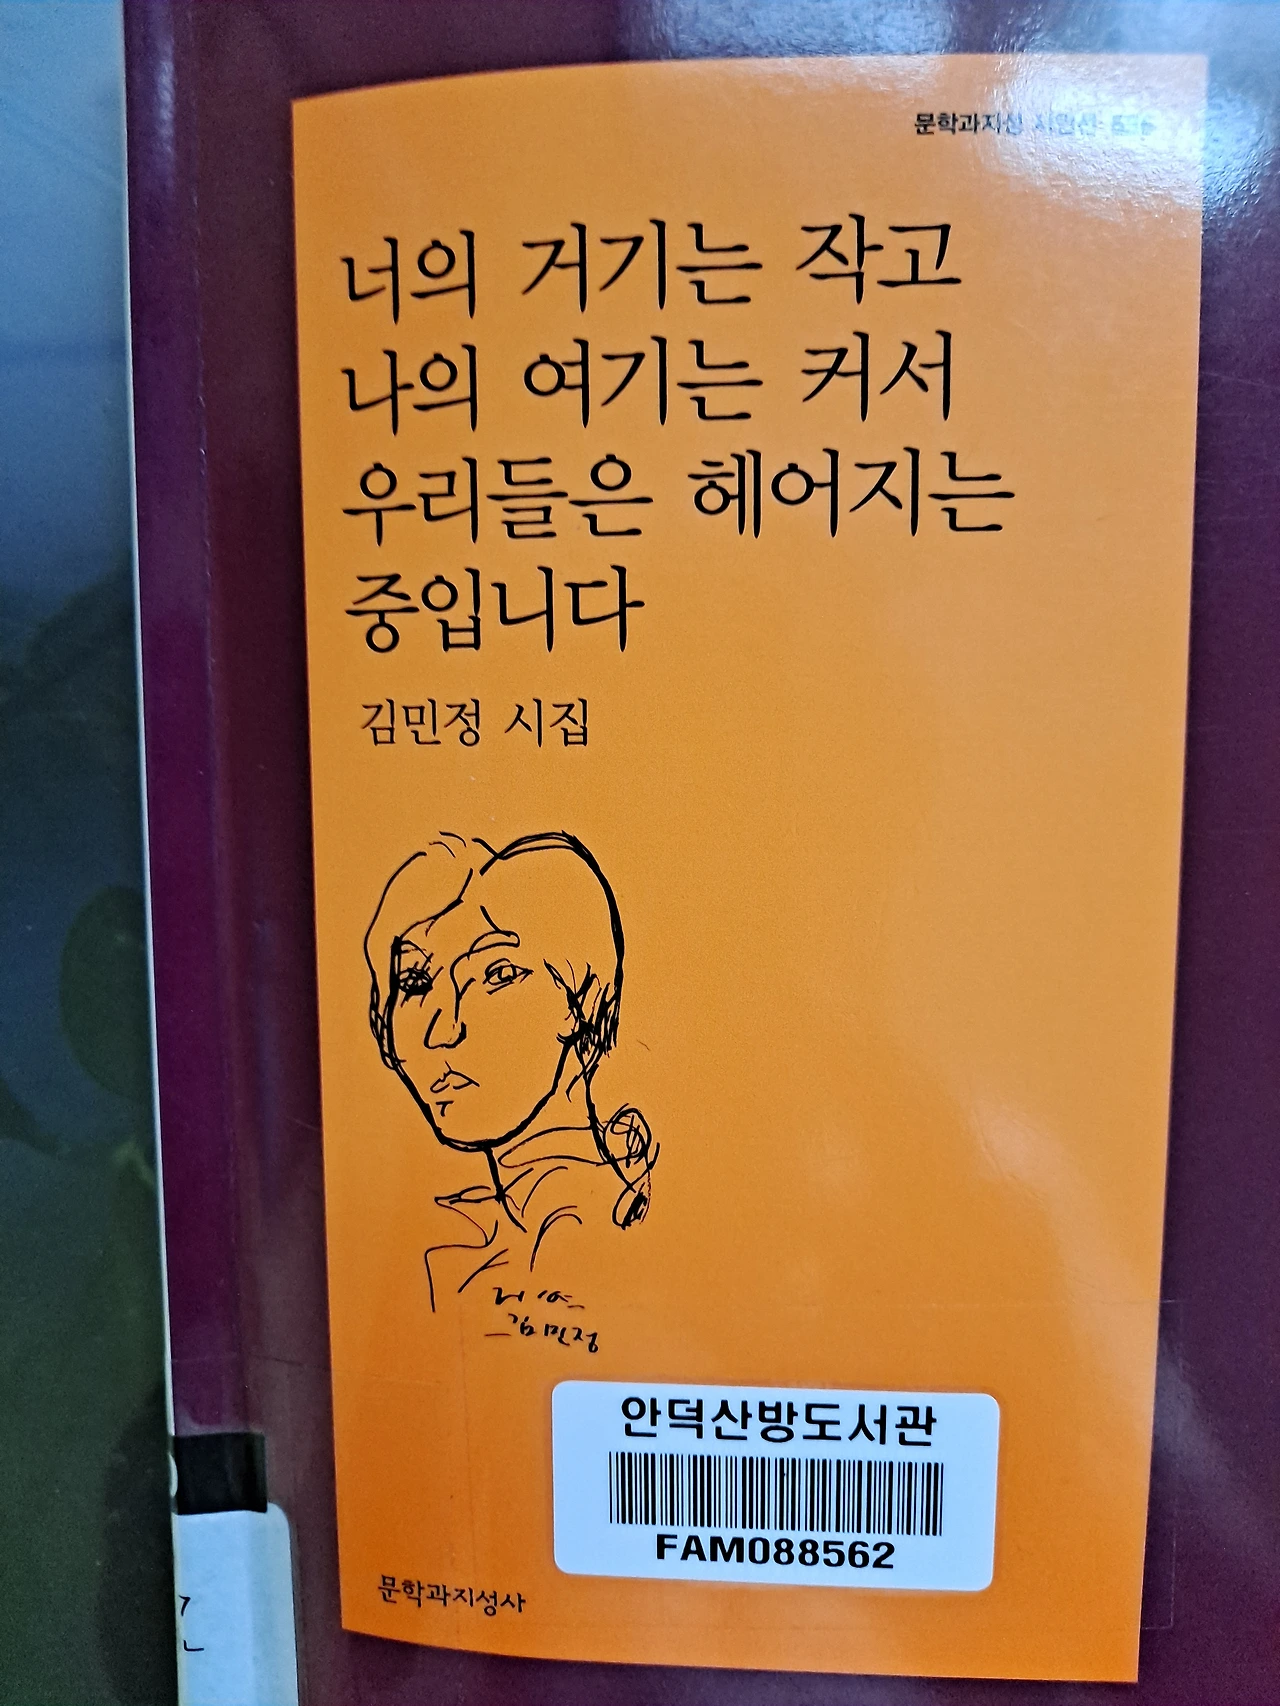 문학과지성 시인선
너의 거기는 작고
나의 여기는 커서
우리들은 헤어지는
중입니다
김민정 시집
김민정
안덕산방도서관
FAM088562
문학과지성사